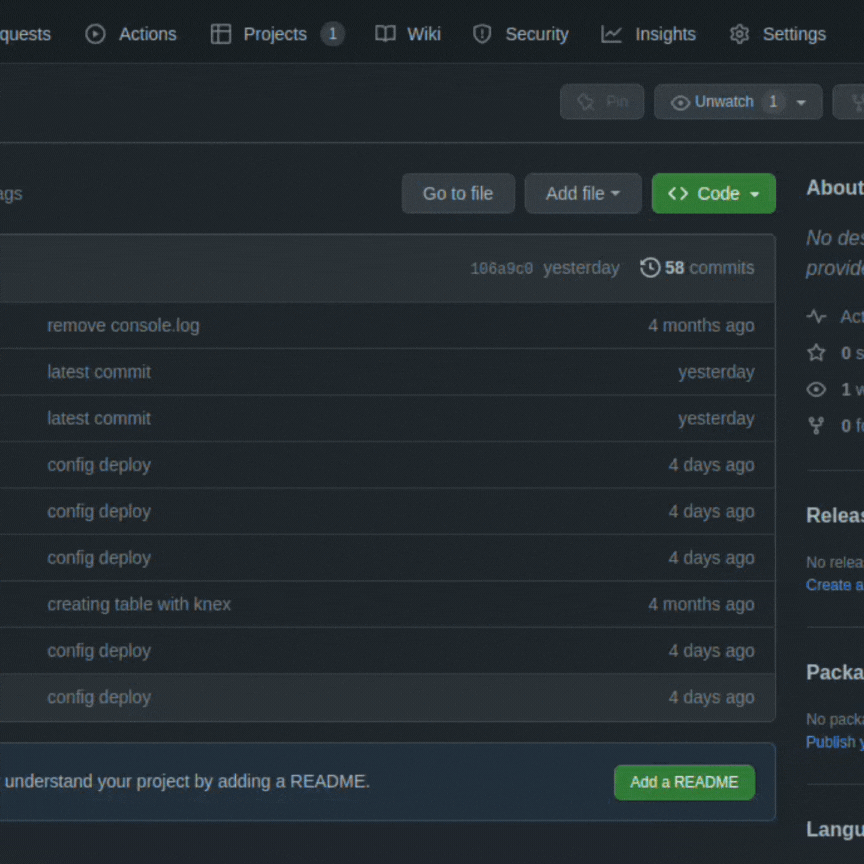 quests Actions Projects 1 Wiki Security Insights Settings
Pin Unwatch 1
ags Go to file Add file Code
106a9c0 yesterday 58 commits
remove console.log 4 months ago
latest commit yesterday
latest commit yesterday
config deploy 4 days ago
config deploy 4 days ago
config deploy 4 days ago
creating table with knex 4 months ago
config deploy 4 days ago
config deploy 4 days ago
understand your project by adding a README. Add a README
About
No des
provide
Act
0 s
1 w
0 f
Releas
No relea
Create a
Packa
No packa
Publish y
Langu